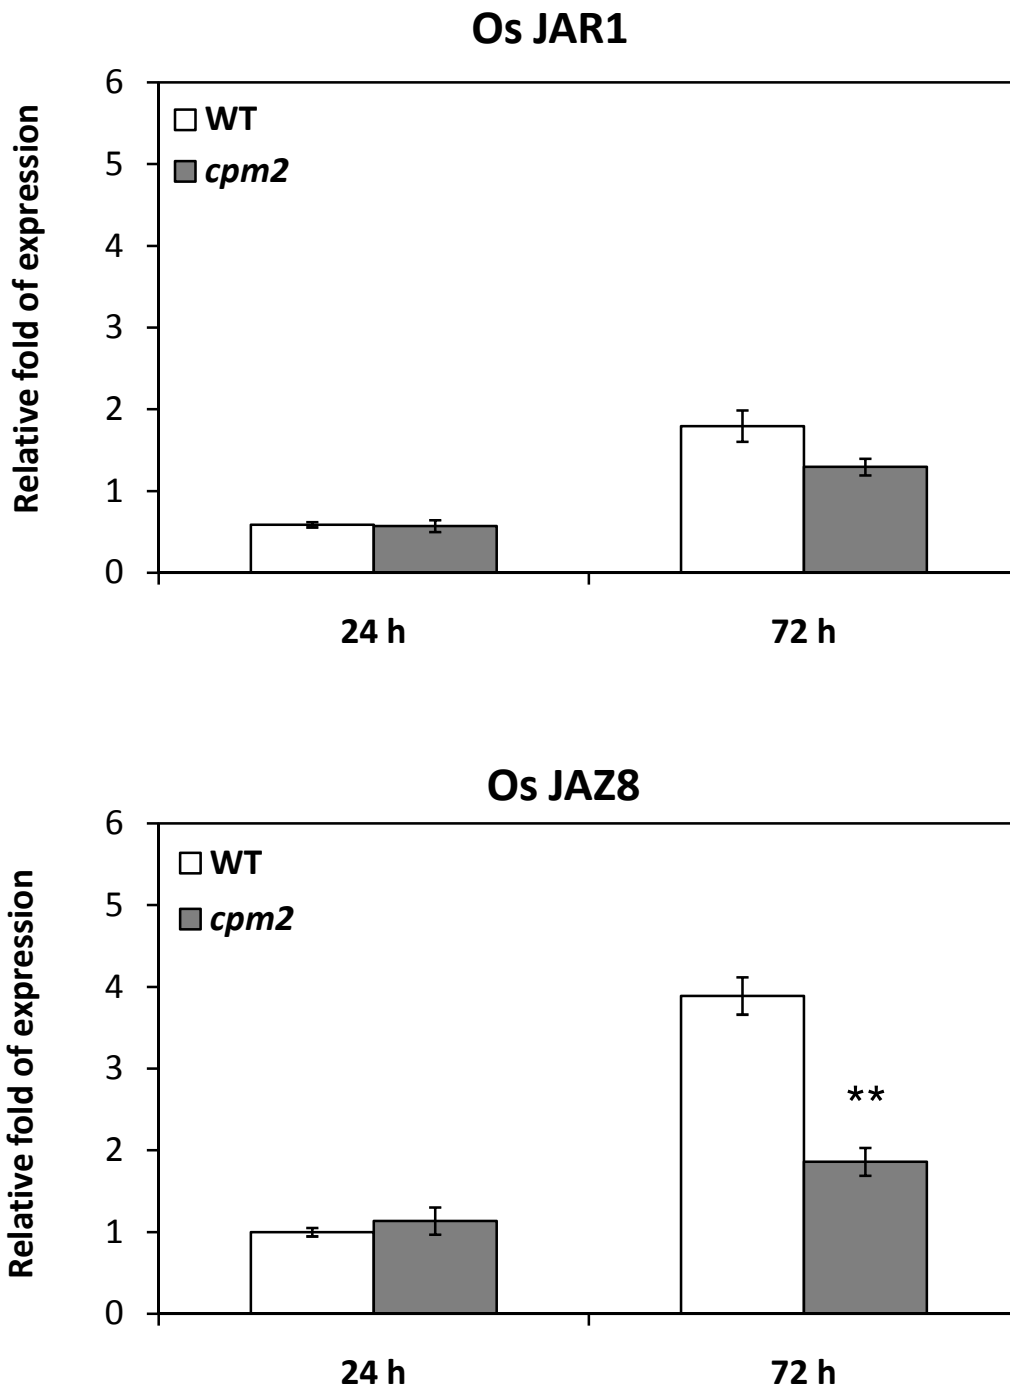 Os JAR1
Relative fold of expression
6
5
4
3
2
1
0
WT
cpm2
24 h
72 h
Os JAZ8
Relative fold of expression
6
5
4
3
2
1
0
WT
cpm2
**
24 h
72 h